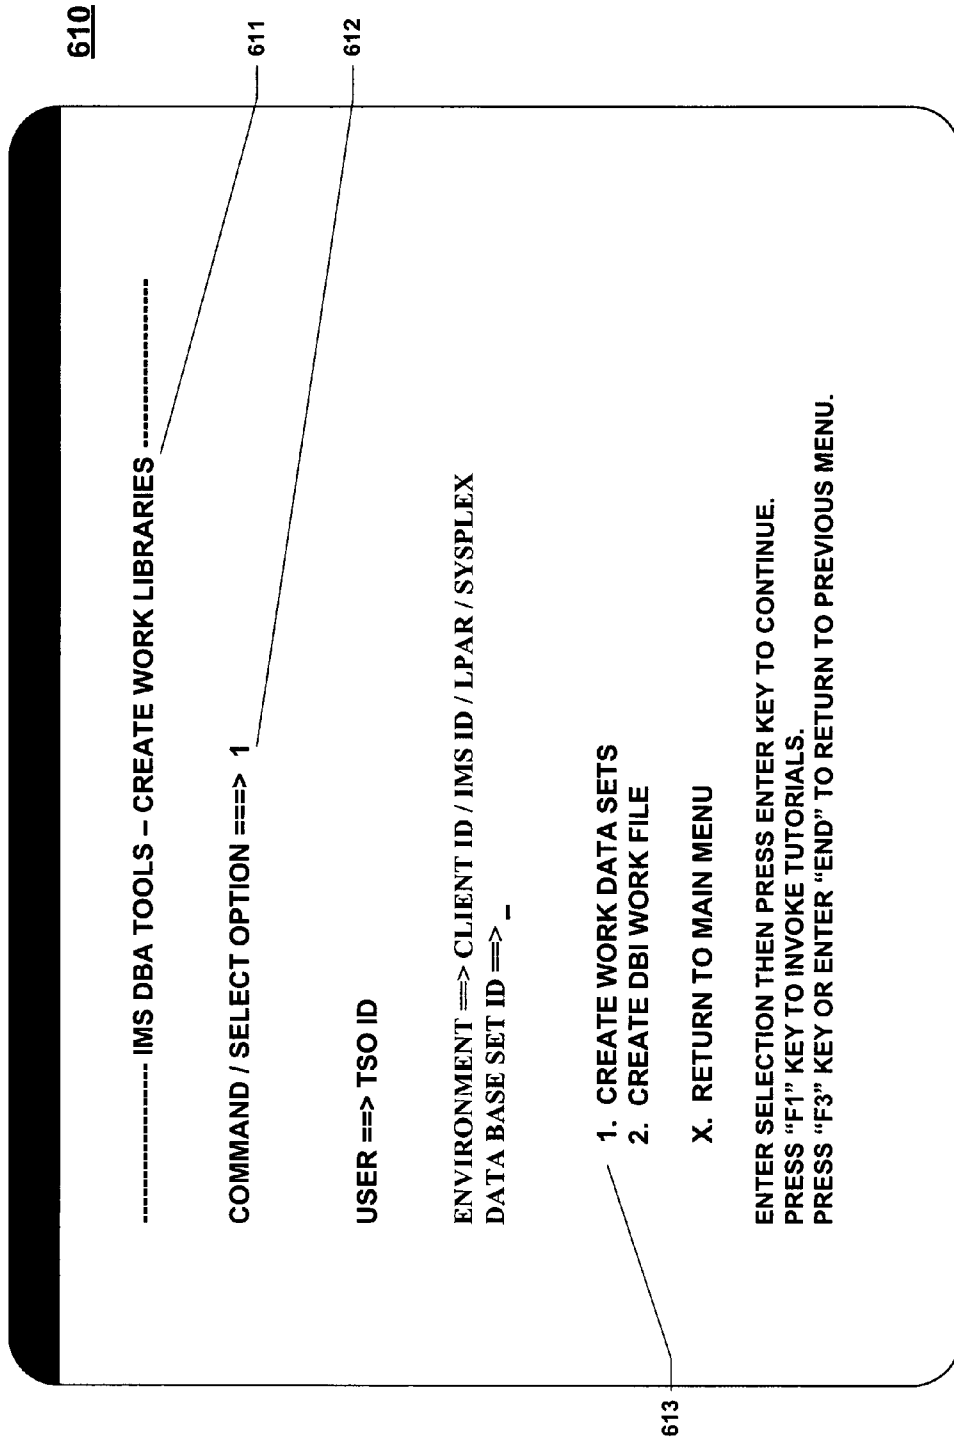 610
611
612
---------------- IMS DBA TOOLS – CREATE WORK LIBRARIES ----------------------
COMMAND / SELECT OPTION ===> 1
USER ==> TSO ID
ENVIRONMENT ==> CLIENT ID / IMS ID / LPAR / SYSPLEX
DATA BASE SET ID ==> _
1. CREATE WORK DATA SETS
2. CREATE DBI WORK FILE
X. RETURN TO MAIN MENU
ENTER SELECTION THEN PRESS ENTER KEY TO CONTINUE.
PRESS “F1” KEY TO INVOKE TUTORIALS.
PRESS “F3” KEY OR ENTER “END” TO RETURN TO PREVIOUS MENU.
613